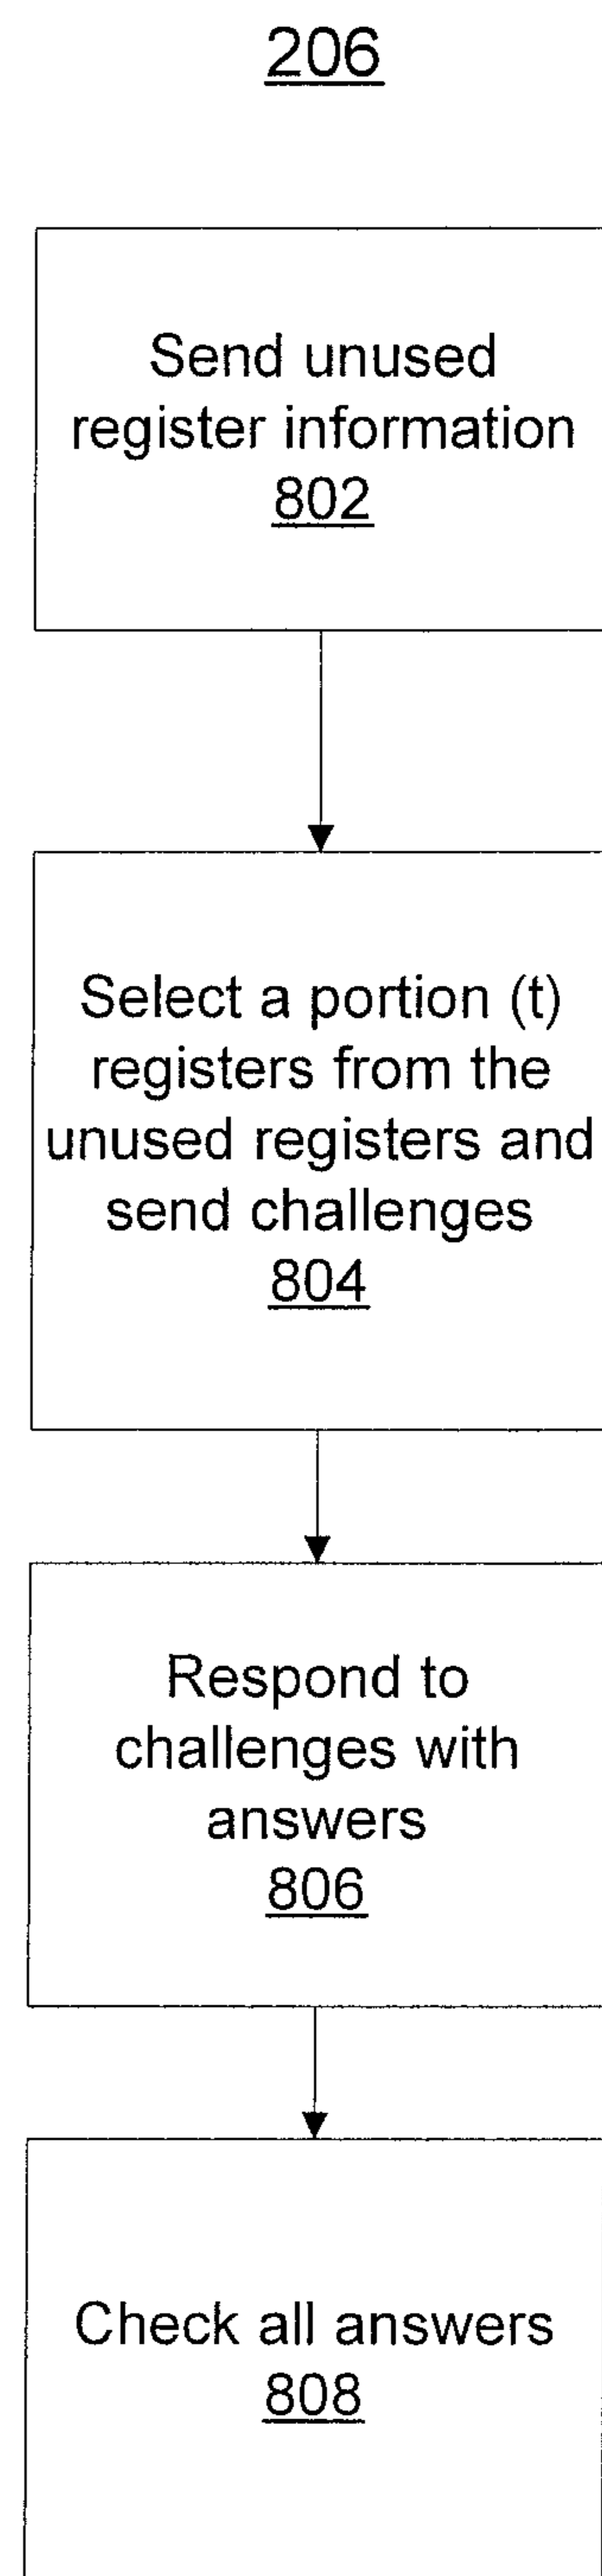 206
Send unused
register information
802
Select a portion (t)
registers from the
unused registers and
send challenges
804
Respond to
challenges with
answers
806
Check all answers
808